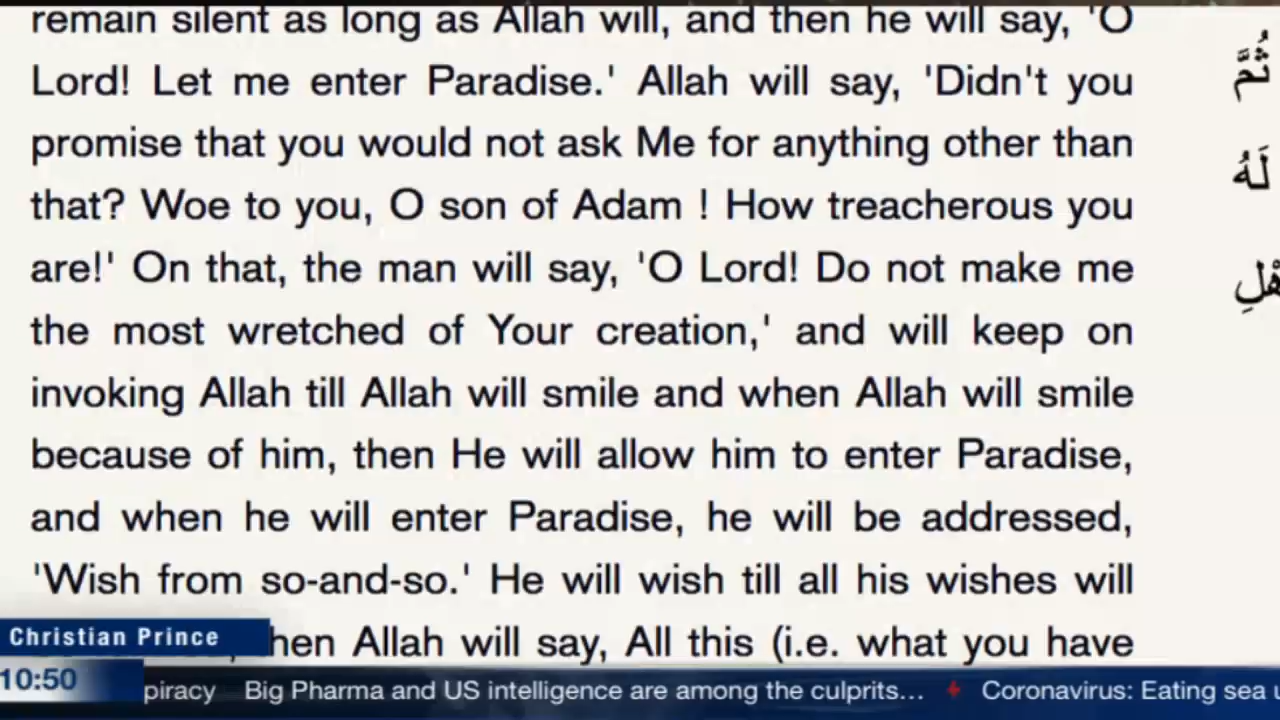 remain silent as long as Allah will, and then he will say, 'O
Lord! Let me enter Paradise.' Allah will say, 'Didn't you
promise that you would not ask Me for anything other than
that? Woe to you, O son of Adam ! How treacherous you
are!' On that, the man will say, 'O Lord! Do not make me
the most wretched of Your creation,' and will keep on
invoking Allah till Allah will smile and when Allah will smile
because of him, then He will allow him to enter Paradise,
and when he will enter Paradise, he will be addressed,
'Wish from so-and-so.' He will wish till all his wishes will
hen Allah will say, All this (i.e. what you have
ثُمَّ
لَهُ
هْلِ
Christian Prince
10:50
piracy Big Pharma and US intelligence are among the culprits... Coronavirus: Eating sea